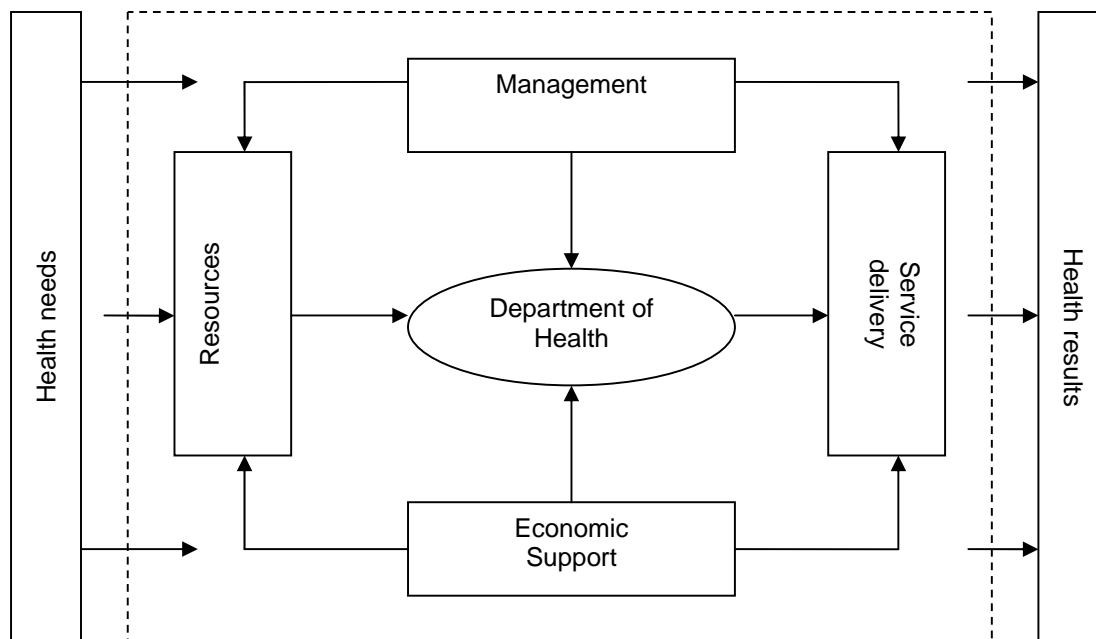 Health needs
Resources
Management
Department of
Health
Economic
Support
Service
delivery
Health results